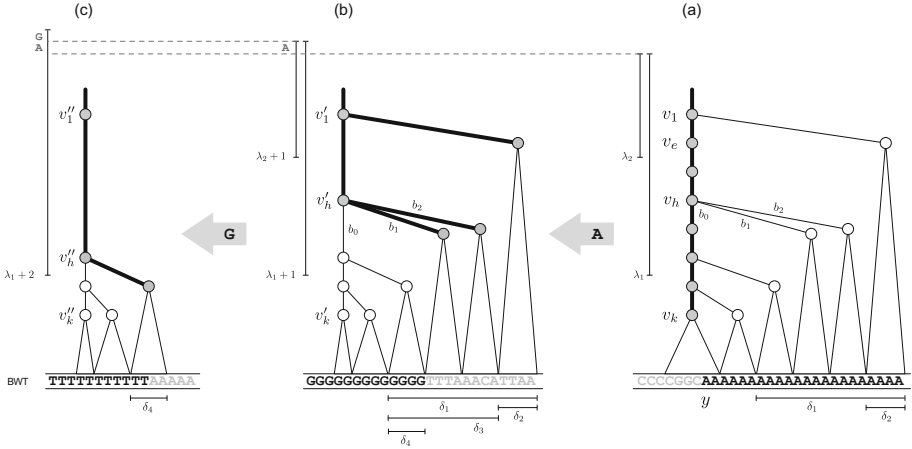 (c) (b) (a)
G
A A
v''₁ v'₁ v₁
vₑ
λ₂ + 1 λ₂
v'ₕ b₂ vₕ b₂
b₀ b₁ b₀ b₁
G A
v''ₕ
λ₁ + 2 λ₁ + 1 λ₁
v''ₖ v'ₖ vₖ
BWT TTTTTTTTTTTAAAAA GGGGGGGGGGGGGTTTAAACATTAA CCCCGGCAAAAAAAAAAAAAAAAAAAAAA
δ₄ δ₁ δ₂ y δ₁ δ₂
δ₃
δ₄